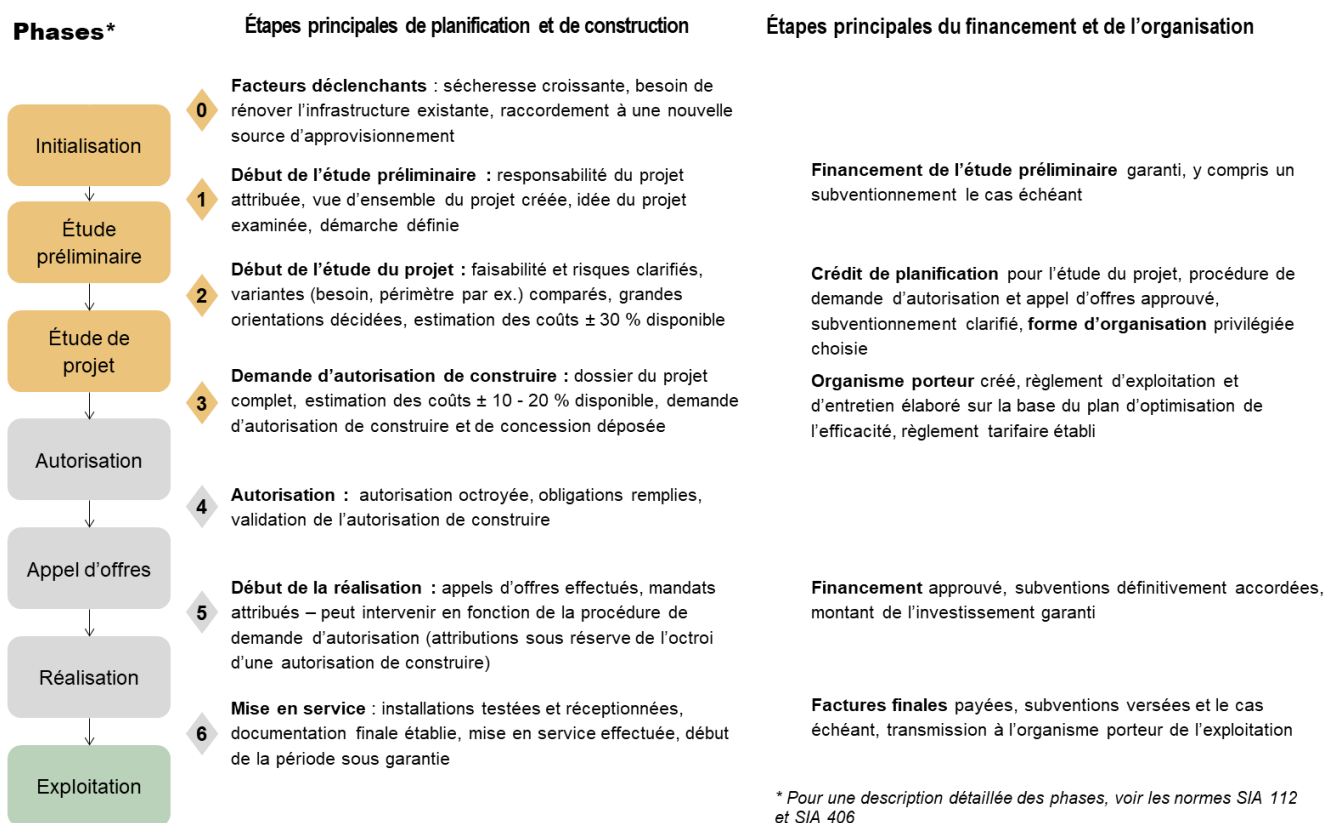 Phases*
Étapes principales de planification et de construction
Étapes principales du financement et de l'organisation
Initialisation
Étude
préliminaire
Étude de
projet
Autorisation
Appel d'offres
Réalisation
Exploitation
0
Facteurs déclenchants : sécheresse croissante, besoin de
rénover l'infrastructure existante, raccordement à une nouvelle
source d'approvisionnement
1
Début de l'étude préliminaire : responsabilité du projet
attribuée, vue d'ensemble du projet créée, idée du projet
examinée, démarche définie
Financement de l'étude préliminaire garanti, y compris un
subventionnement le cas échéant
2
Début de l'étude du projet : faisabilité et risques clarifiés,
variantes (besoin, périmètre par ex.) comparés, grandes
orientations décidées, estimation des coûts ± 30 % disponible
Crédit de planification pour l'étude du projet, procédure de
demande d'autorisation et appel d'offres approuvé,
subventionnement clarifié, forme d'organisation privilégiée
choisie
3
Demande d'autorisation de construire : dossier du projet
complet, estimation des coûts ± 10 - 20 % disponible, demande
d'autorisation de construire et de concession déposée
Organisme porteur créé, règlement d'exploitation et
d'entretien élaboré sur la base du plan d'optimisation de
l'efficacité, règlement tarifaire établi
4
Autorisation : autorisation octroyée, obligations remplies,
validation de l'autorisation de construire
5
Début de la réalisation : appels d'offres effectués, mandats
attribués – peut intervenir en fonction de la procédure de
demande d'autorisation (attributions sous réserve de l'octroi
d'une autorisation de construire)
Financement approuvé, subventions définitivement accordées,
montant de l'investissement garanti
6
Mise en service : installations testées et réceptionnées,
documentation finale établie, mise en service effectuée, début
de la période sous garantie
Factures finales payées, subventions versées et le cas
échéant, transmission à l'organisme porteur de l'exploitation
* Pour une description détaillée des phases, voir les normes SIA 112
et SIA 406